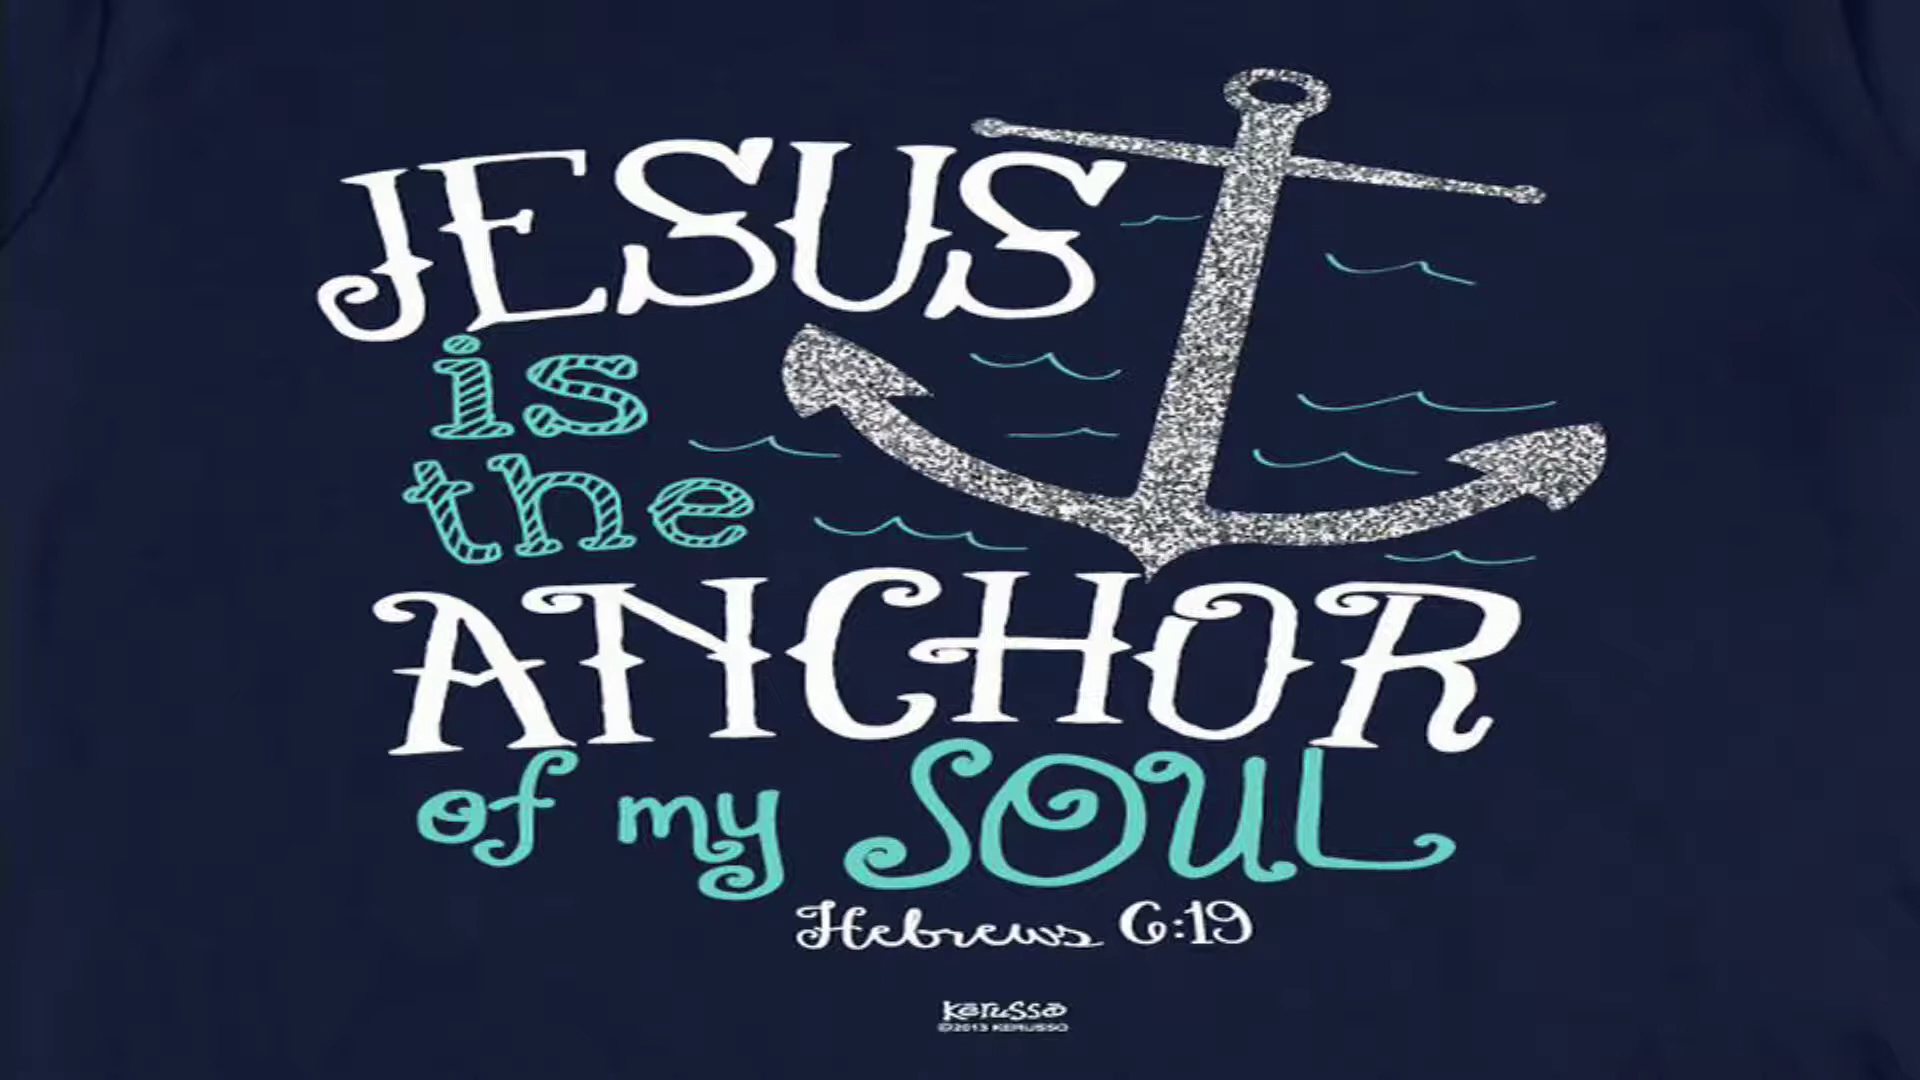 JESUS
is
the
ANCHOR
of my SOUL
Hebrews 6:19
kerusso
©2013 KERUSSO